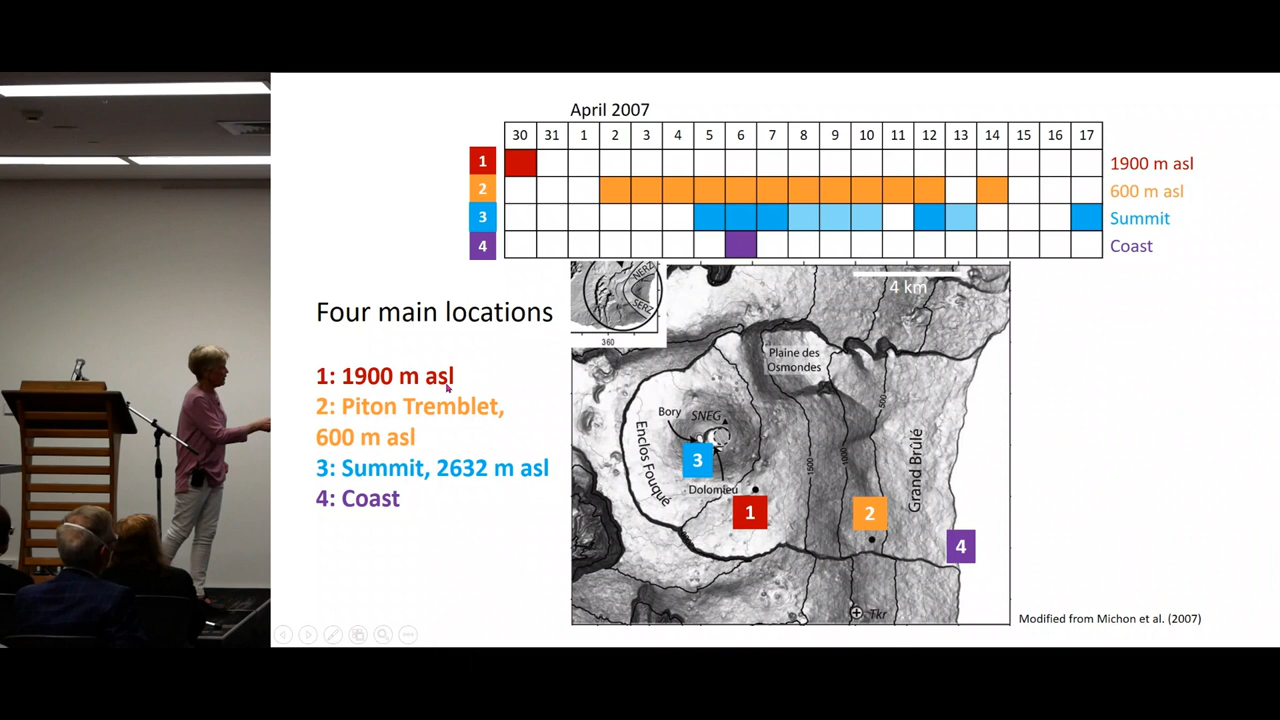 April 2007
30 31 1 2 3 4 5 6 7 8 9 10 11 12 13 14 15 16 17
1 1900 m asl
2 600 m asl
3 Summit
4 Coast
Four main locations
1: 1900 m asl
2: Piton Tremblet,
600 m asl
3: Summit, 2632 m asl
4: Coast
NERZ
SERZ
360
4 km
Plaine des
Osmondes
Bory
SNEG
Enclos Fouqué
3
Dolomieu
1
1500
1000
500
2
Grand Brûlé
4
Tkr
Modified from Michon et al. (2007)